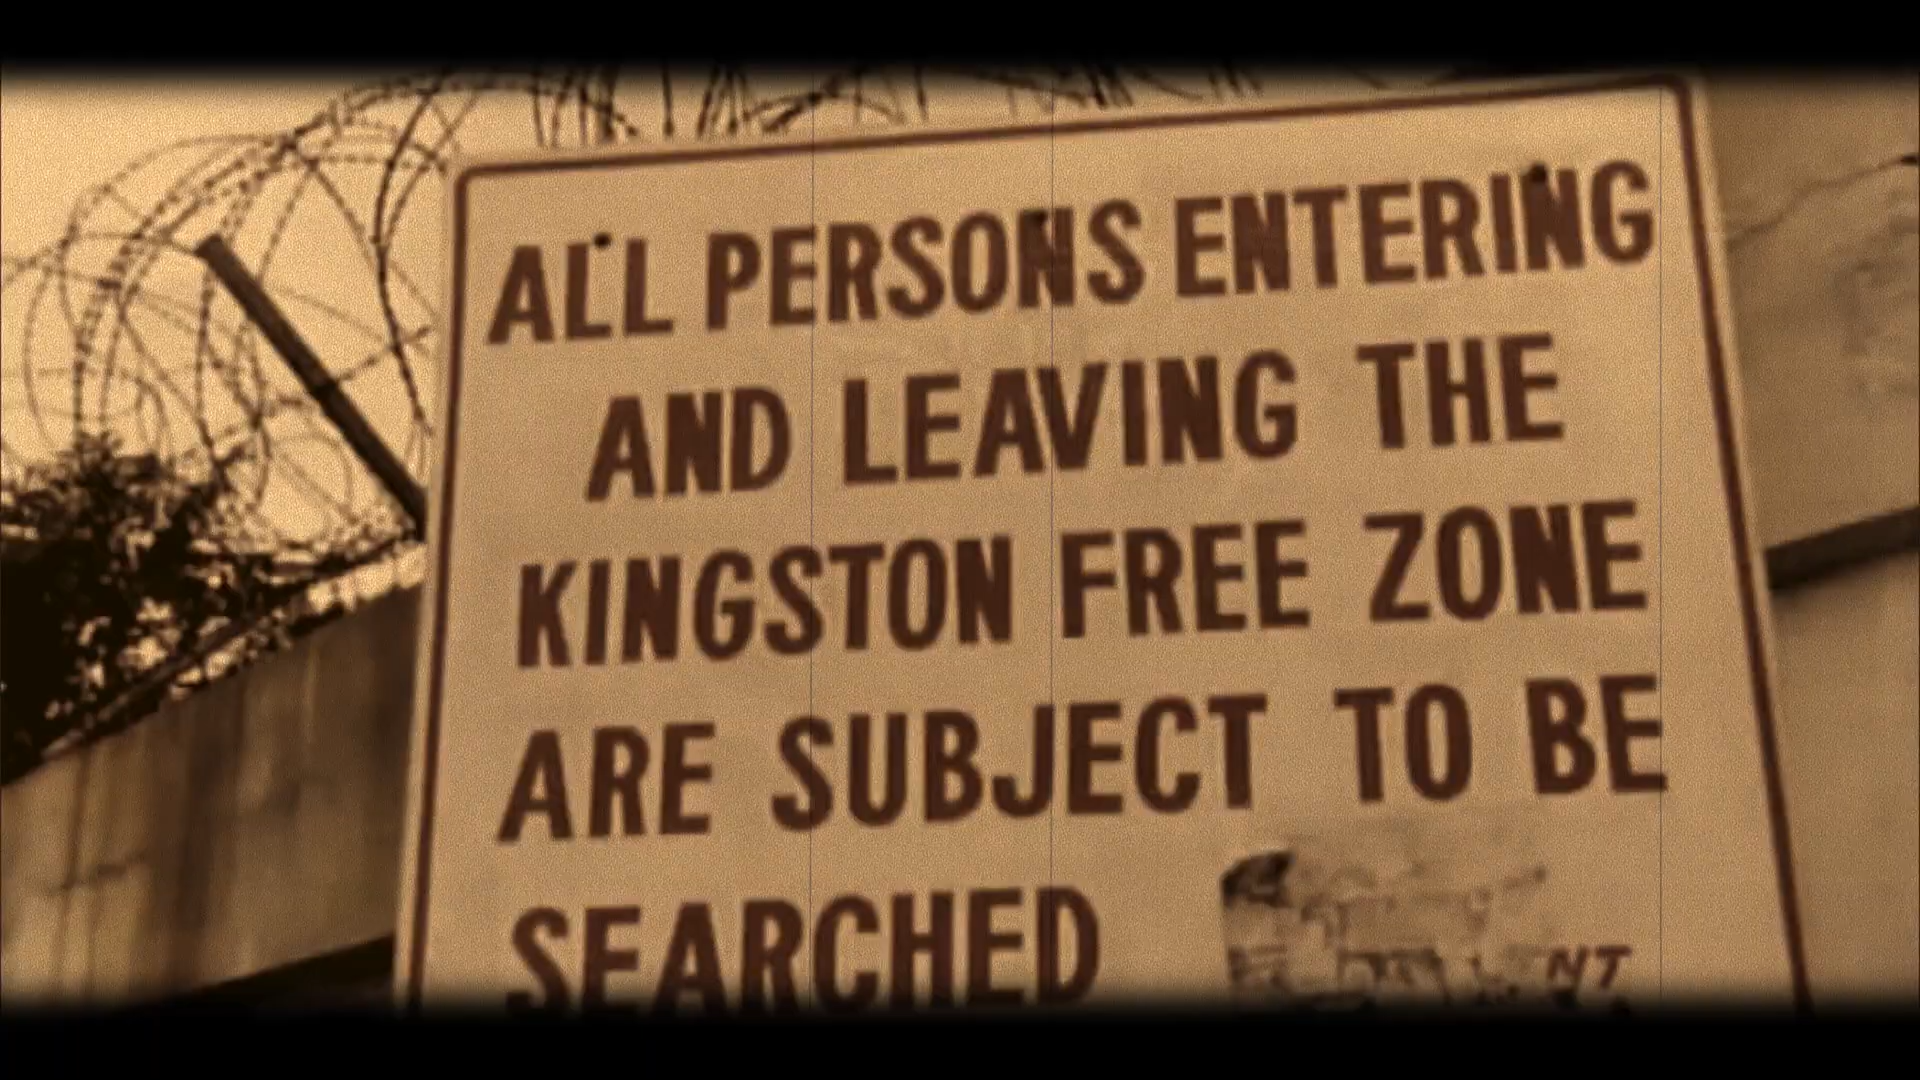 ALL PERSONS ENTERING
AND LEAVING THE
KINGSTON FREE ZONE
ARE SUBJECT TO BE
SEARCHED